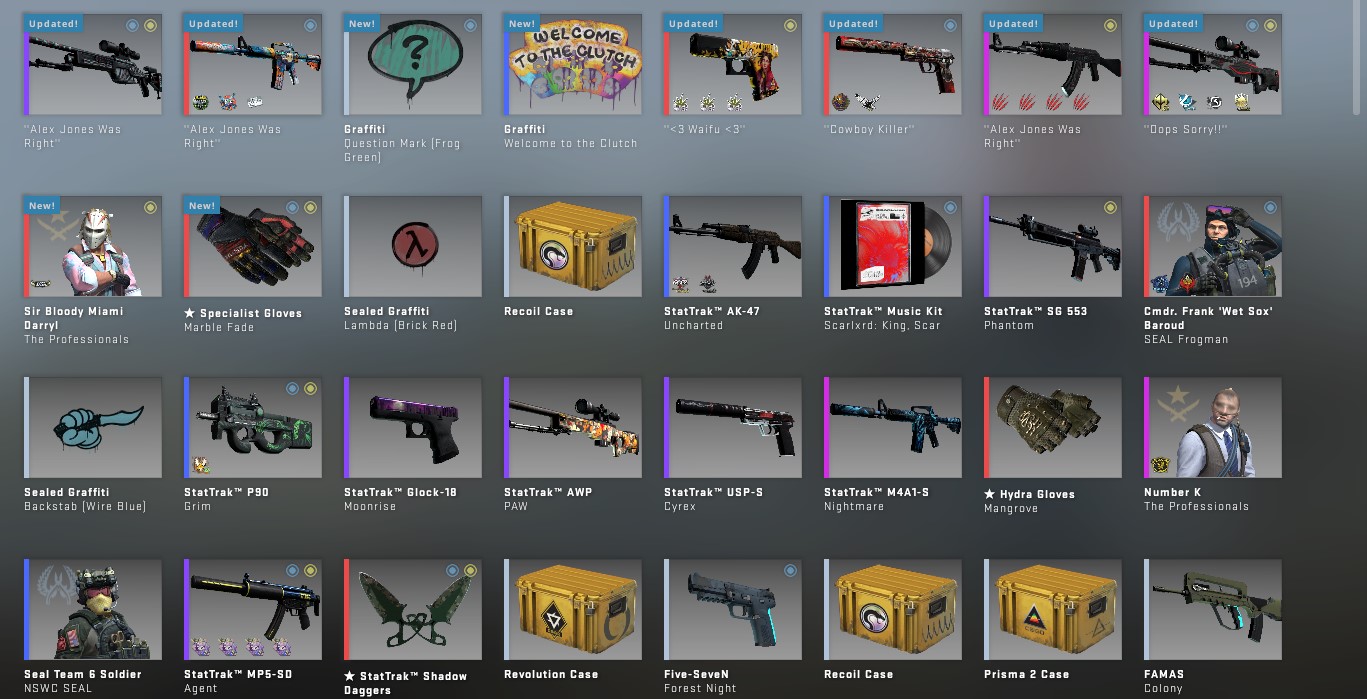 Updated!
Updated!
New!
New!
Updated!
Updated!
Updated!
Updated!
?
WELCOME
TO THE CLUTCH
"Alex Jones Was
Right"
"Alex Jones Was
Right"
Graffiti
Question Mark (Frog
Green)
Graffiti
Welcome to the Clutch
"<3 Waifu <3"
"Cowboy Killer"
"Alex Jones Was
Right"
"Oops Sorry!!"
New!
New!
λ
194
Sir Bloody Miami
Darryl
The Professionals
★ Specialist Gloves
Marble Fade
Sealed Graffiti
Lambda (Brick Red)
Recoil Case
StatTrak™ AK-47
Uncharted
StatTrak™ Music Kit
Scarlxrd: King, Scar
StatTrak™ SG 553
Phantom
Cmdr. Frank 'Wet Sox'
Baroud
SEAL Frogman
Sealed Graffiti
Backstab (Wire Blue)
StatTrak™ P90
Grim
StatTrak™ Glock-18
Moonrise
StatTrak™ AWP
PAW
StatTrak™ USP-S
Cyrex
StatTrak™ M4A1-S
Nightmare
★ Hydra Gloves
Mangrove
Number K
The Professionals
Seal Team 6 Soldier
NSWC SEAL
StatTrak™ MP5-SD
Agent
★ StatTrak™ Shadow
Daggers
Revolution Case
Five-SeveN
Forest Night
Recoil Case
Prisma 2 Case
FAMAS
Colony